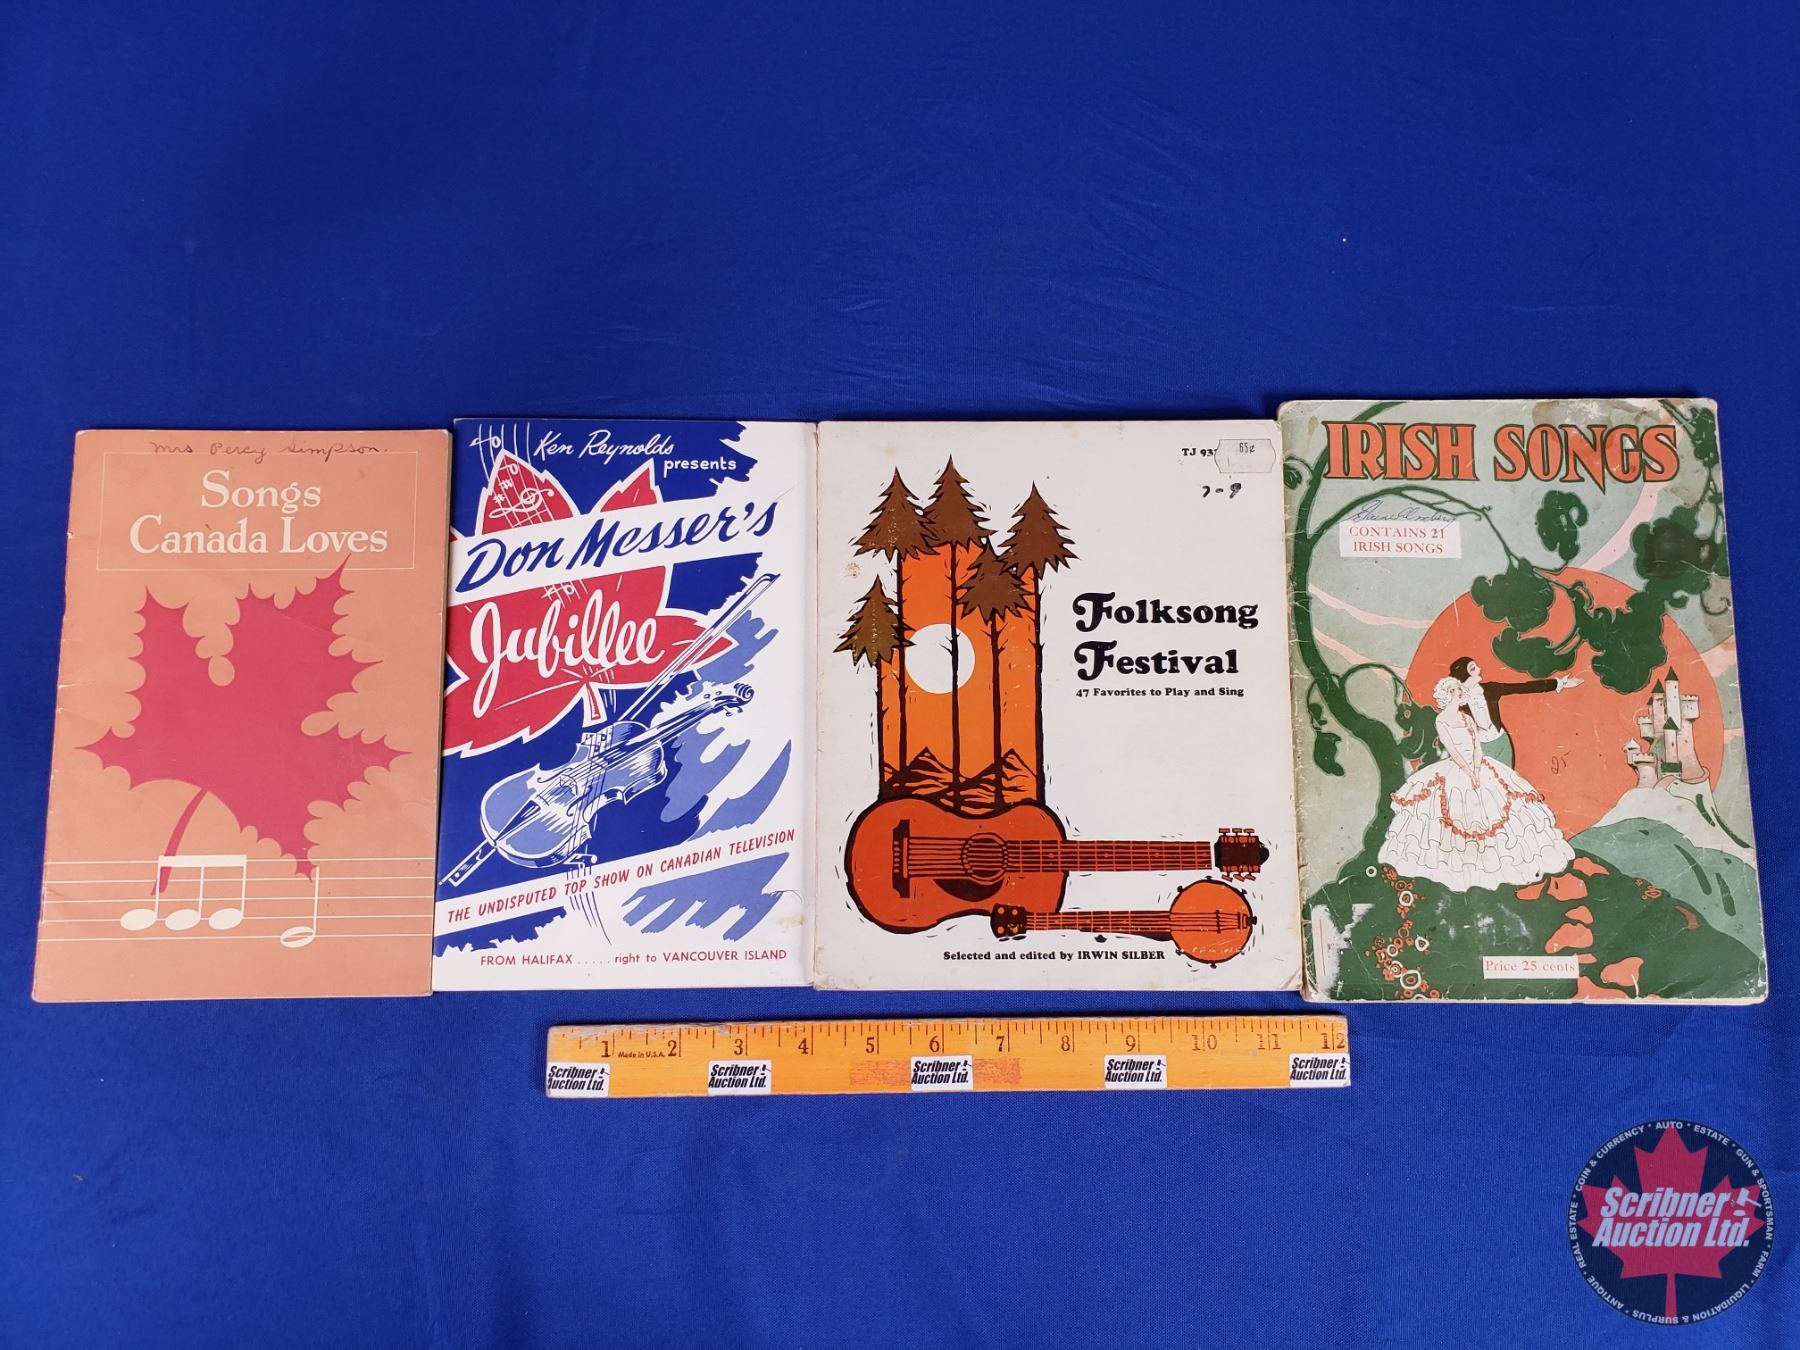 Mrs Percy Simpson.
Songs
Canada Loves
Ken Reynolds
presents
Don Messer's
Jubillee
THE UNDISPUTED TOP SHOW ON CANADIAN TELEVISION
FROM HALIFAX ..... right to VANCOUVER ISLAND
TJ 93
65¢
7-9
Folksong
Festival
47 Favorites to Play and Sing
Selected and edited by IRWIN SILBER
IRISH SONGS
CONTAINS 21
IRISH SONGS
25
Price 25 cents
1 2 3 4 5 6 7 8 9 10 11 12
Made in U.S.A.
Scribner
Auction Ltd.
Scribner
Auction Ltd.
Scribner
Auction Ltd.
Scribner
Auction Ltd.
Scribner
Auction Ltd.
ANTIQUE * REAL ESTATE * COIN & CURRENCY * AUTO * ESTATE * GUN & SPORTSMAN * FARM * LIQUIDATION & SURPLUS *
Scribner
Auction Ltd.